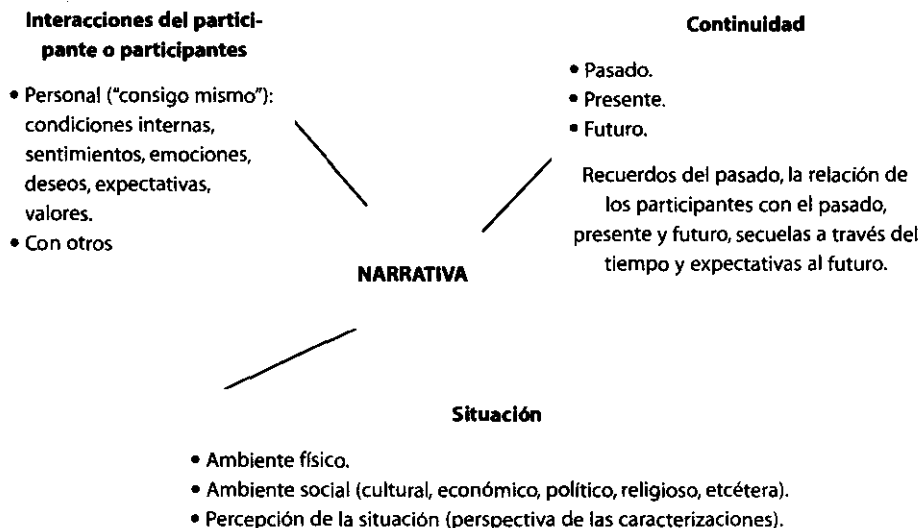 Interacciones del partici-
pante o participantes
• Personal ("consigo mismo"):
condiciones internas,
sentimientos, emociones,
deseos, expectativas,
valores.
• Con otros
Continuidad
• Pasado.
• Presente.
• Futuro.
Recuerdos del pasado, la relación de
los participantes con el pasado,
presente y futuro, secuelas a través del
tiempo y expectativas al futuro.
NARRATIVA
Situación
• Ambiente físico.
• Ambiente social (cultural, económico, político, religioso, etcétera).
• Percepción de la situación (perspectiva de las caracterizaciones).